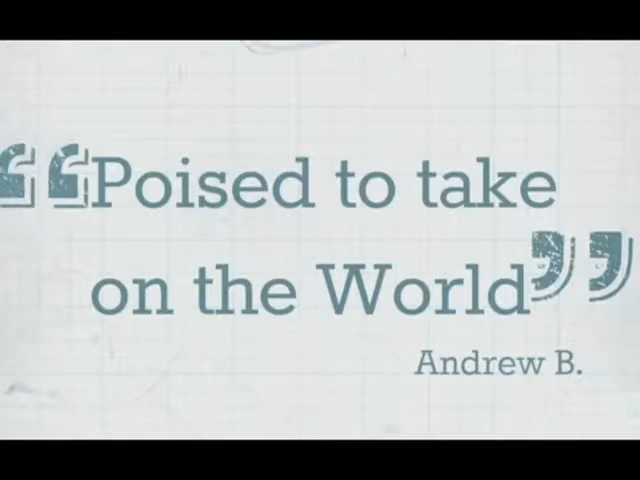 “Poised to take
on the World”
Andrew B.